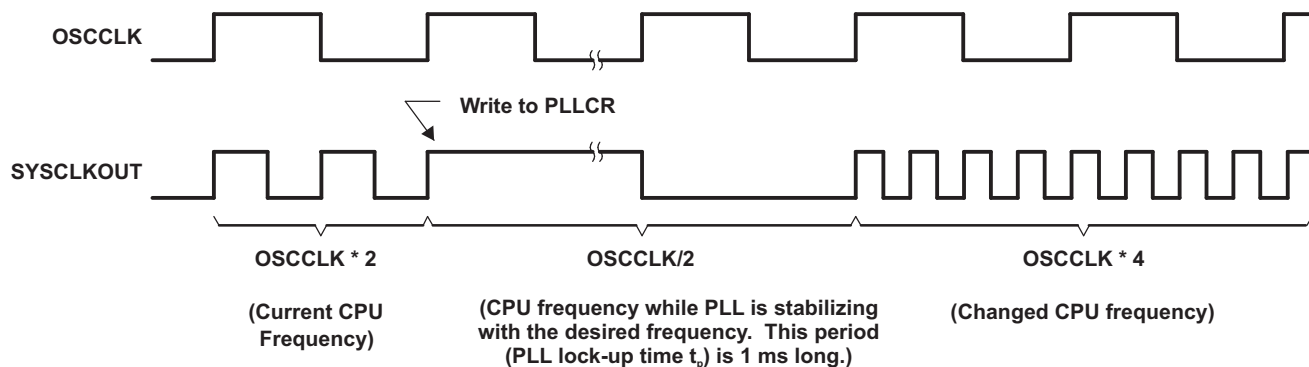 OSCCLK
Write to PLLCR
SYSCLKOUT
OSCCLK * 2
(Current CPU
Frequency)
OSCCLK/2
(CPU frequency while PLL is stabilizing
with the desired frequency. This period
(PLL lock-up time tp) is 1 ms long.)
OSCCLK * 4
(Changed CPU frequency)